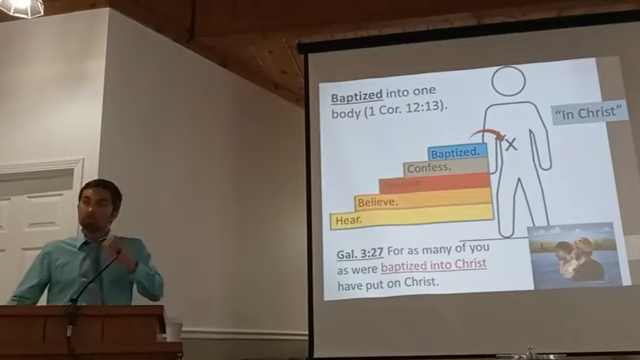 Baptized into one
body (1 Cor. 12:13).
"In Christ"
X
Baptized.
Confess.
Believe.
Hear.
Gal. 3:27 For as many of you
as were baptized into Christ
have put on Christ.